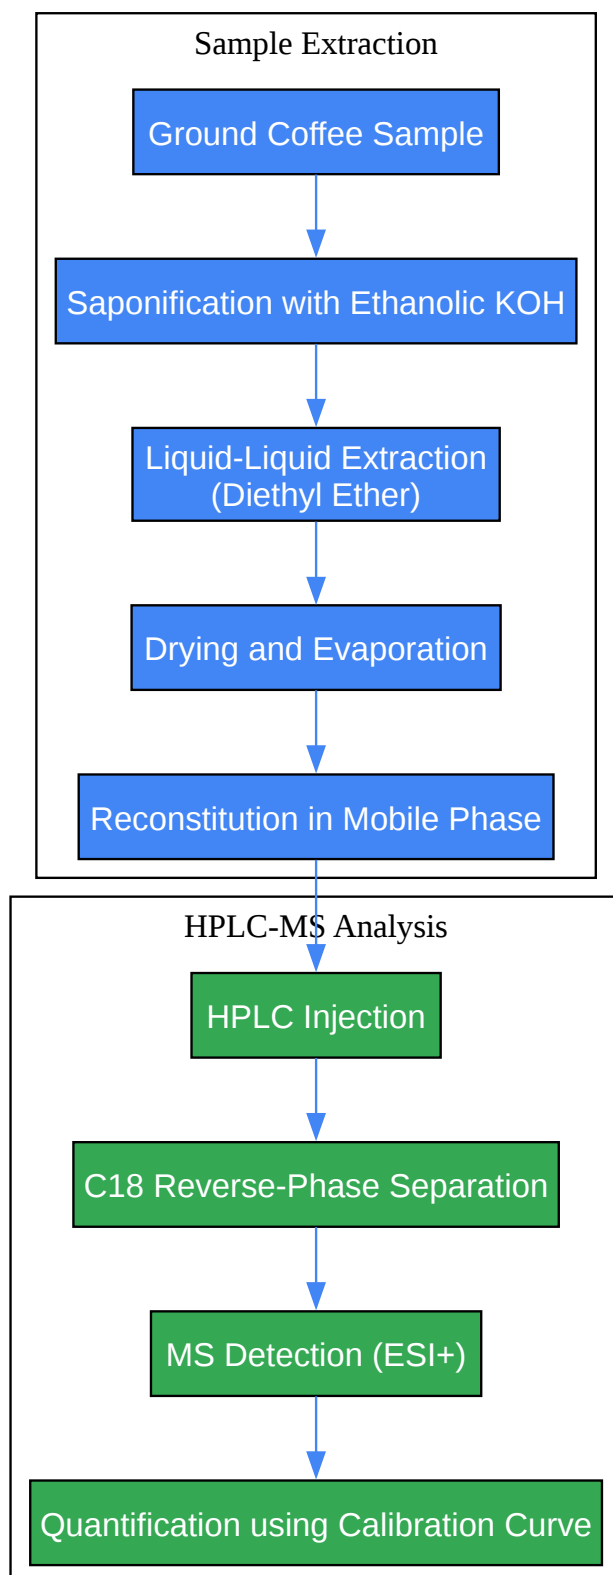 Sample Extraction
Ground Coffee Sample
Saponification with Ethanolic KOH
Liquid-Liquid Extraction
(Diethyl Ether)
Drying and Evaporation
Reconstitution in Mobile Phase
HPLC-MS Analysis
HPLC Injection
C18 Reverse-Phase Separation
MS Detection (ESI+)
Quantification using Calibration Curve